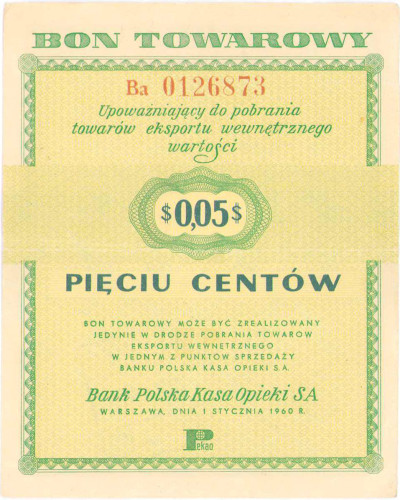 BON TOWAROWY
Ba 0126873
Upoważniający do pobrania
towarów eksportu wewnętrznego
wartości
$0,05$
PIĘCIU CENTÓW
BON TOWAROWY MOŻE BYĆ ZREALIZOWANY
JEDYNIE W DRODZE POBRANIA TOWARÓW
EKSPORTU WEWNĘTRZNEGO
W JEDNYM Z PUNKTÓW SPRZEDAŻY
BANKU POLSKA KASA OPIEKI S.A.
Bank Polska Kasa Opieki SA
WARSZAWA, DNIA 1 STYCZNIA 1960 R.
Pekao